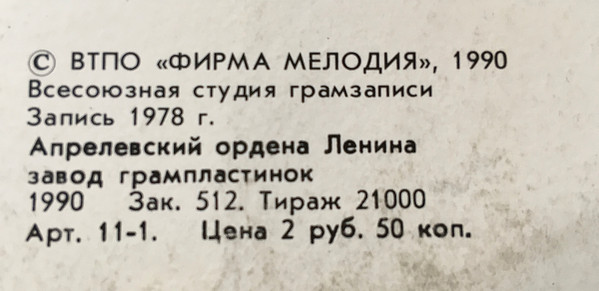 © ВТПО «ФИРМА МЕЛОДИЯ», 1990
Всесоюзная студия грамзаписи
Запись 1978 г.
Апрелевский ордена Ленина
завод грампластинок
1990 Зак. 512. Тираж 21000
Арт. 11-1. Цена 2 руб. 50 коп.